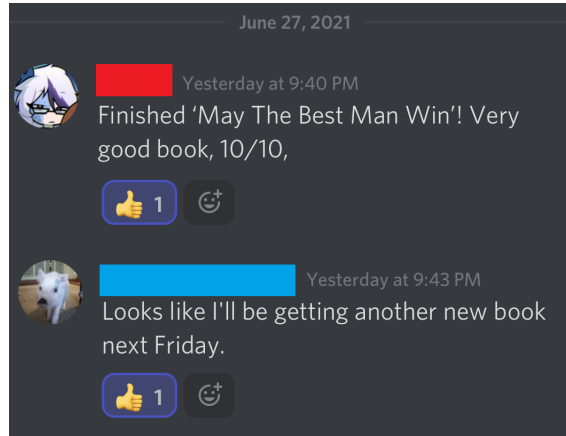 June 27, 2021
Yesterday at 9:40 PM
Finished ‘May The Best Man Win’! Very
good book, 10/10,
1
Yesterday at 9:43 PM
Looks like I'll be getting another new book
next Friday.
1